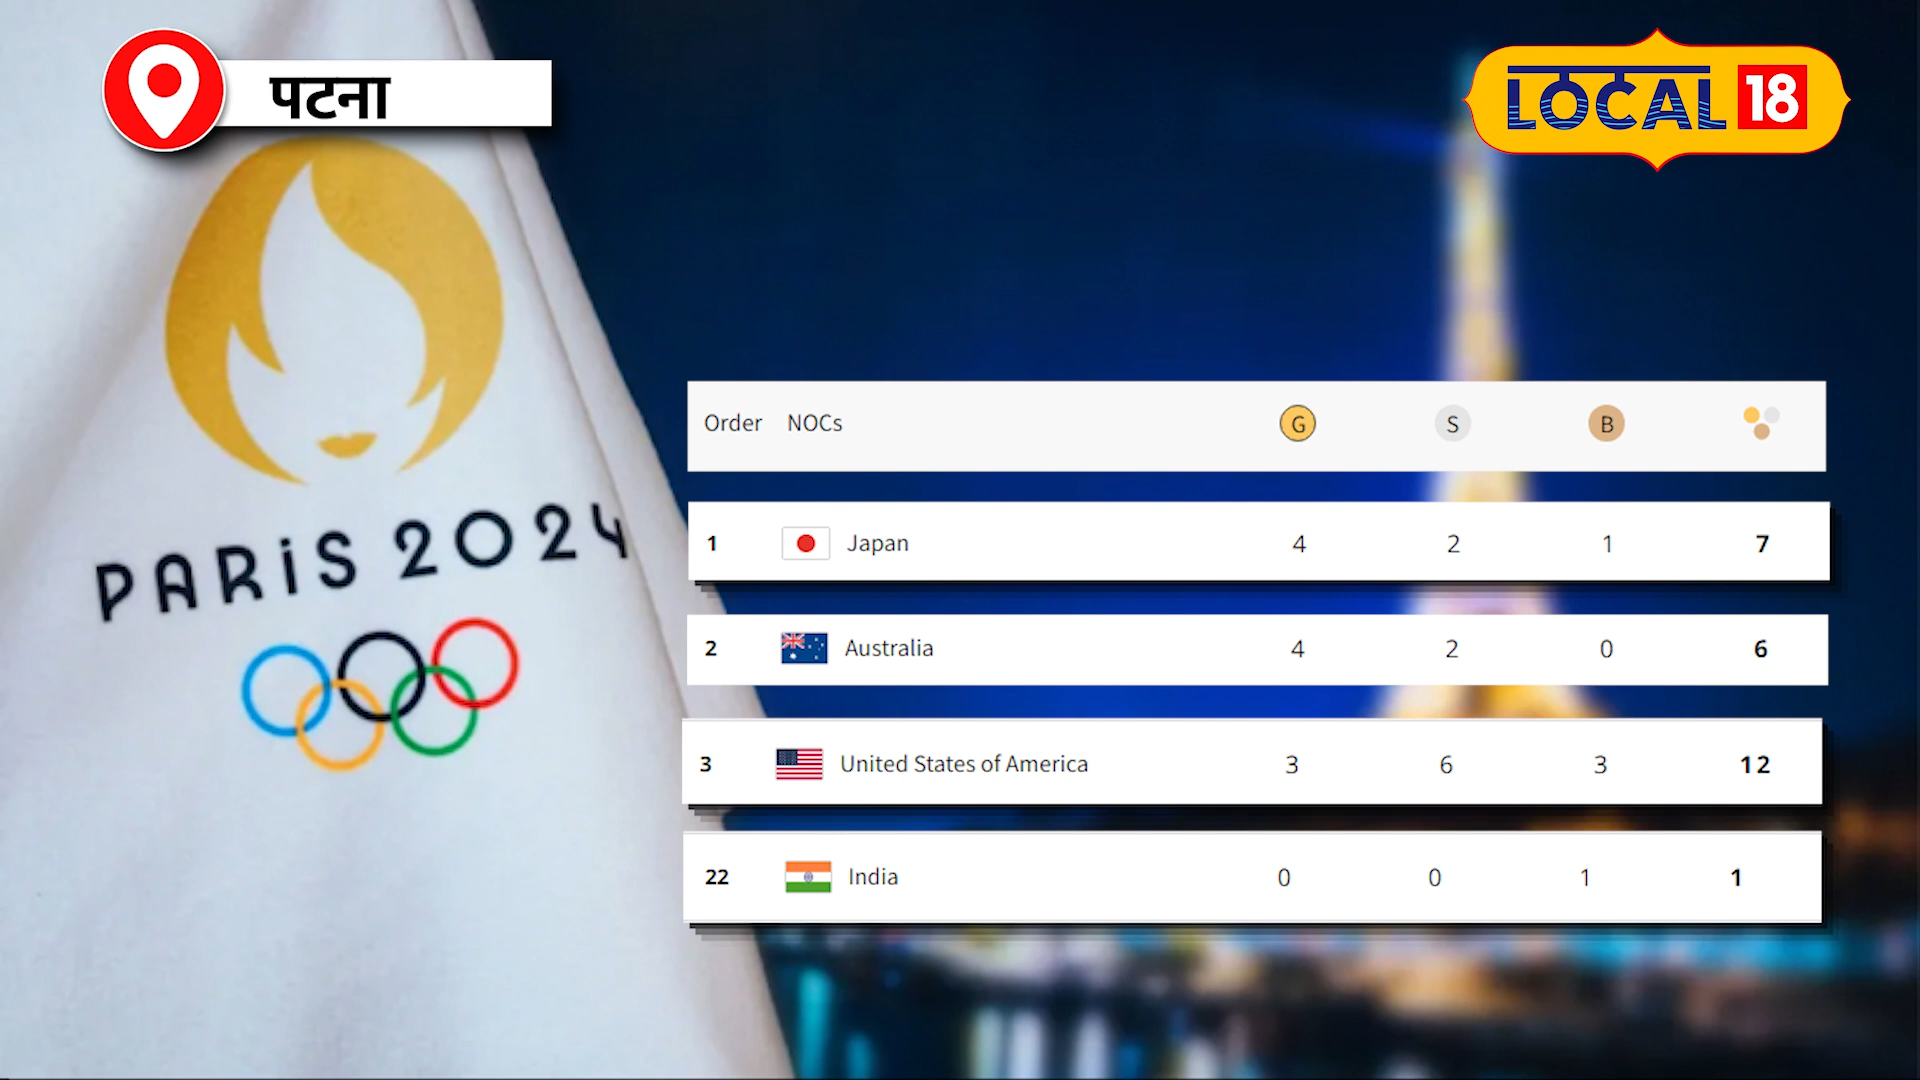 पटना
LOCAL 18
PARIS 2024
Order NOCs G S B
1 Japan 4 2 1 7
2 Australia 4 2 0 6
3 United States of America 3 6 3 12
22 India 0 0 1 1